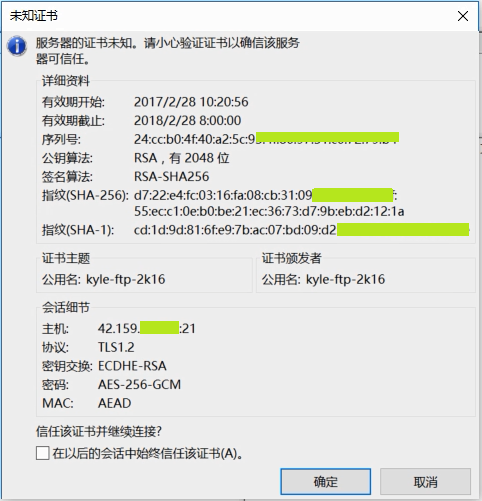 未知证书
服务器的证书未知。请小心验证证书以确信该服务
器可信任。
详细资料
有效期开始: 2017/2/28 10:20:56
有效期截止: 2018/2/28 8:00:00
序列号: 24:cc:b0:4f:40:a2:5c:
公钥算法: RSA，有 2048 位
签名算法: RSA-SHA256
指纹(SHA-256): d7:22:e4:fc:03:16:fa:08:cb:31:09
55:ec:c1:0e:b0:be:21:ec:36:73:d7:9b:eb:d2:12:1a
指纹(SHA-1): cd:1d:9d:81:6f:e9:7b:ac:07:bd:09:d2
证书主题
公用名: kyle-ftp-2k16
证书颁发者
公用名: kyle-ftp-2k16
会话细节
主机: 42.159. :21
协议: TLS1.2
密钥交换: ECDHE-RSA
密码: AES-256-GCM
MAC: AEAD
信任该证书并继续连接?
在以后的会话中始终信任该证书(A)。
确定
取消